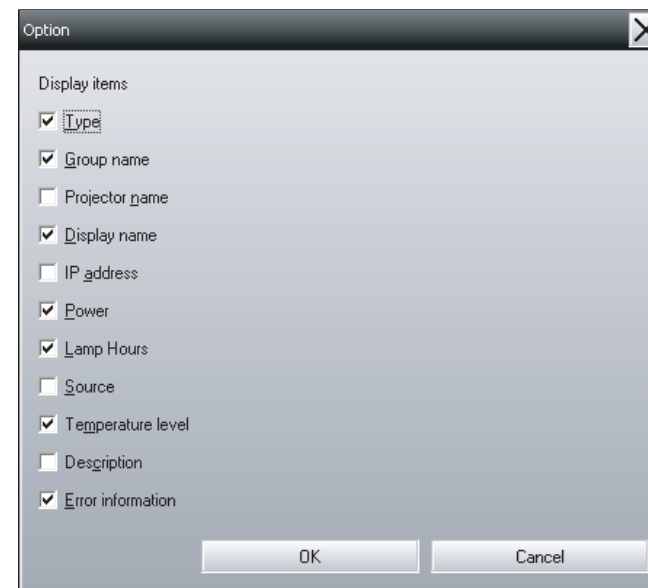 Option
Display items
Type
Group name
Projector name
Display name
IP address
Power
Lamp Hours
Source
Temperature level
Description
Error information
OK Cancel